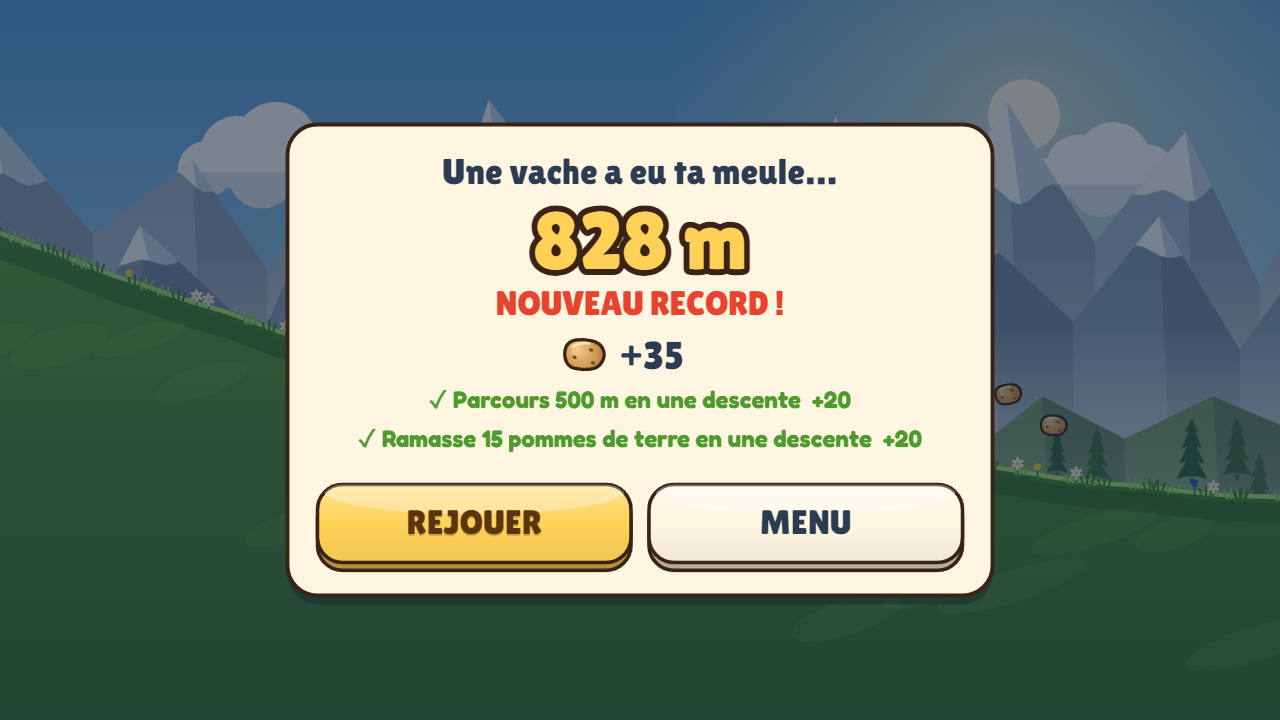 Une vache a eu ta meule...
828 m
NOUVEAU RECORD !
+35
✓ Parcours 500 m en une descente +20
✓ Ramasse 15 pommes de terre en une descente +20
REJOUER
MENU